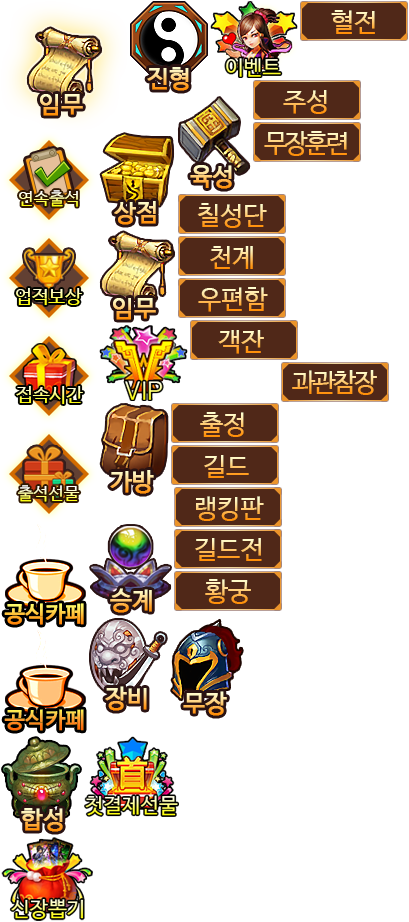 혈전
임무
진형
이벤트
주성
무장훈련
연속출석
상점
육성
칠성단
천계
업적보상
임무
우편함
객잔
접속시간
VIP
과관참장
출정
출석선물
가방
길드
랭킹판
길드전
공식카페
승계
황궁
공식카페
장비
무장
합성
首
첫결제선물
신장뽑기